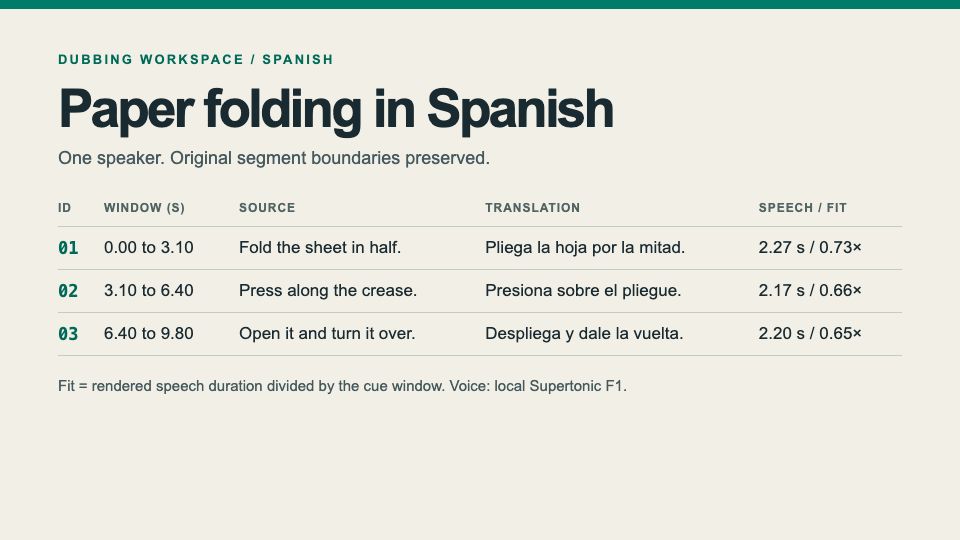 DUBBING WORKSPACE / SPANISH
Paper folding in Spanish
One speaker. Original segment boundaries preserved.
ID WINDOW (S) SOURCE TRANSLATION SPEECH / FIT
01 0.00 to 3.10 Fold the sheet in half. Pliega la hoja por la mitad. 2.27 s / 0.73×
02 3.10 to 6.40 Press along the crease. Presiona sobre el pliegue. 2.17 s / 0.66×
03 6.40 to 9.80 Open it and turn it over. Despliega y dale la vuelta. 2.20 s / 0.65×
Fit = rendered speech duration divided by the cue window. Voice: local Supertonic F1.